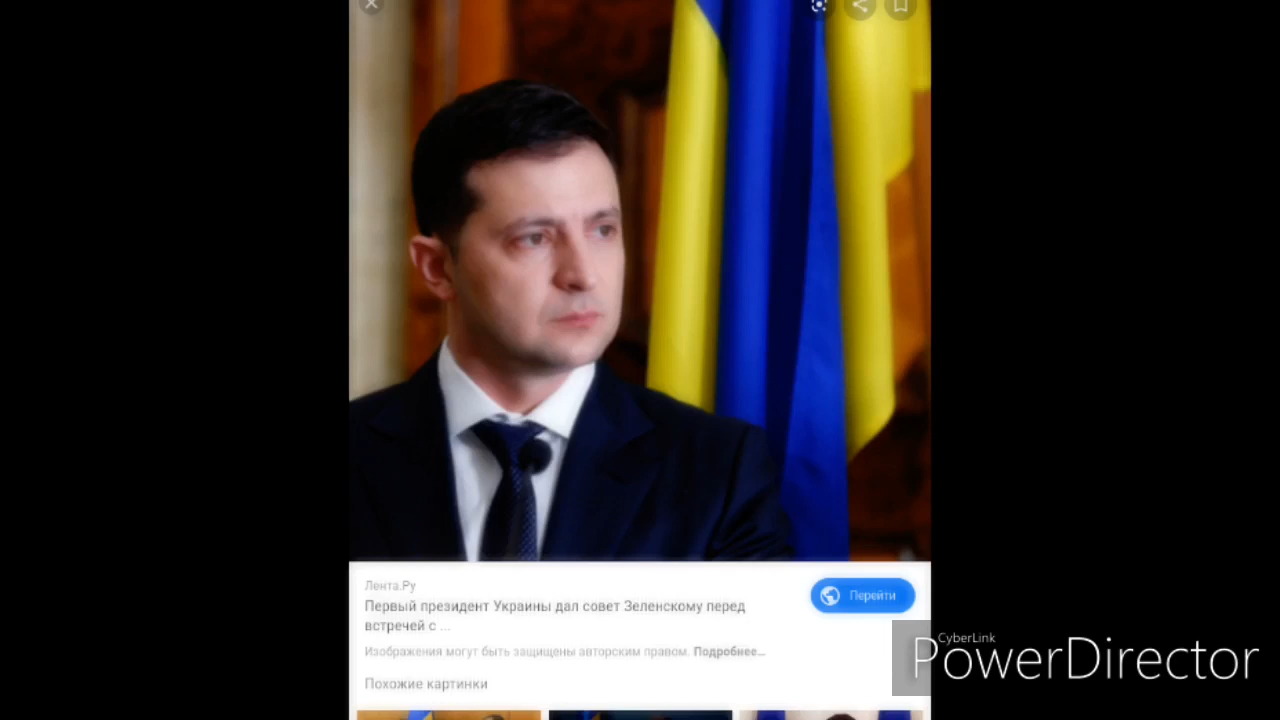 Лента.Ру
Первый президент Украины дал совет Зеленскому перед
встречей с ...
Перейти
Изображения могут быть защищены авторским правом. Подробнее...
Похожие картинки
CyberLink
PowerDirector